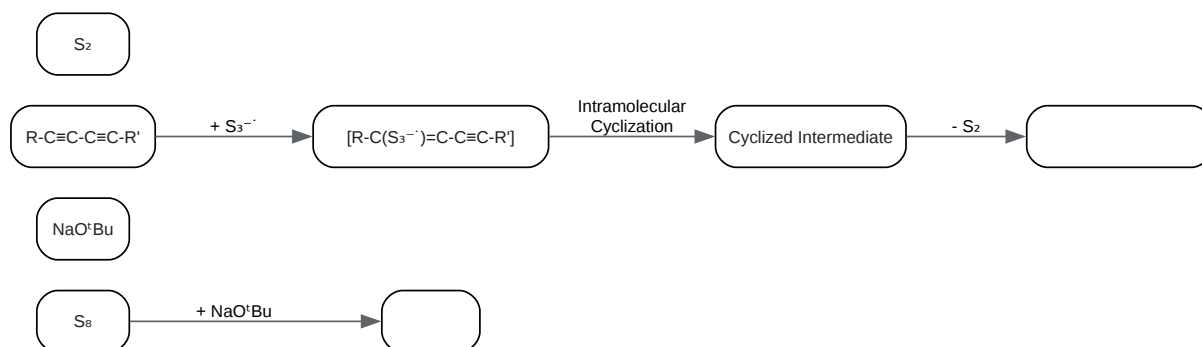 S₂
R-C≡C-C≡C-R'
+ S₃⁻˙
[R-C(S₃⁻˙)=C-C≡C-R']
Intramolecular
Cyclization
Cyclized Intermediate
- S₂
NaOᵗBu
S₈
+ NaOᵗBu